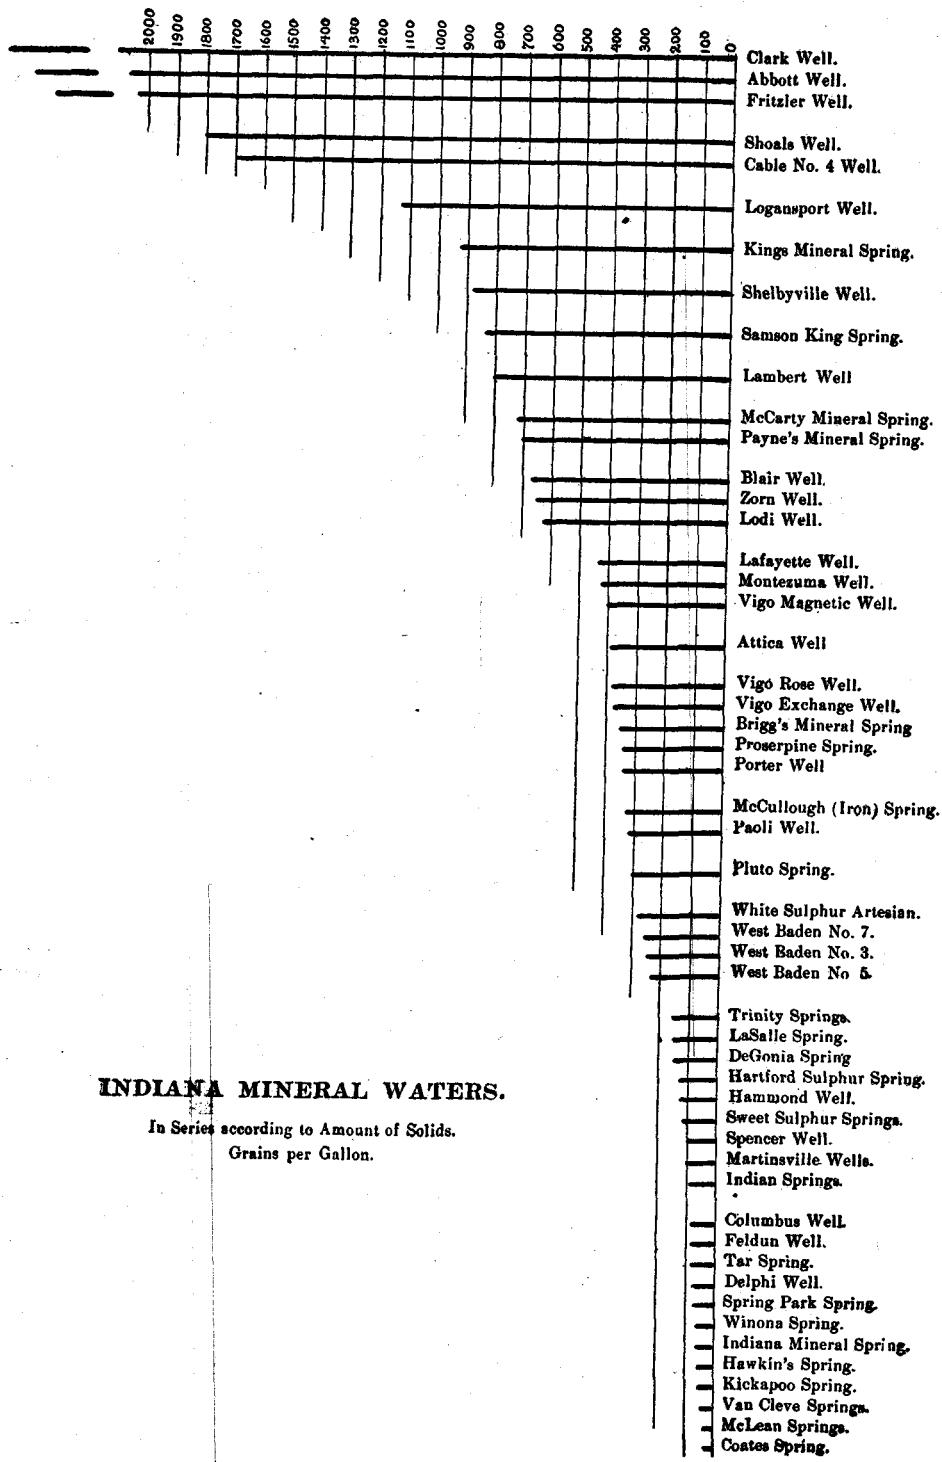 2000 1900 1800 1700 1600 1500 1400 1300 1200 1100 1000 900 800 700 600 500 400 300 200 100 0
Clark Well.
Abbott Well.
Fritzler Well.
Shoals Well.
Cable No. 4 Well.
Logansport Well.
Kings Mineral Spring.
Shelbyville Well.
Samson King Spring.
Lambert Well
McCarty Mineral Spring.
Payne's Mineral Spring.
Blair Well.
Zorn Well.
Lodi Well.
Lafayette Well.
Montezuma Well.
Vigo Magnetic Well.
Attica Well
Vigo Rose Well.
Vigo Exchange Well.
Brigg's Mineral Spring
Proserpine Spring.
Porter Well
McCullough (Iron) Spring.
Paoli Well.
Pluto Spring.
White Sulphur Artesian.
West Baden No. 7.
West Baden No. 3.
West Baden No 5.
Trinity Springs.
LaSalle Spring.
DeGonia Spring
Hartford Sulphur Spring.
Hammond Well.
Sweet Sulphur Springs.
Spencer Well.
Martinsville Wells.
Indian Springs.
Columbus Well.
Feldun Well.
Tar Spring.
Delphi Well.
Spring Park Spring.
Winona Spring.
Indiana Mineral Spring.
Hawkin's Spring.
Kickapoo Spring.
Van Cleve Springs.
McLean Springs.
Coates Spring.
INDIANA MINERAL WATERS.
In Series according to Amount of Solids.
Grains per Gallon.